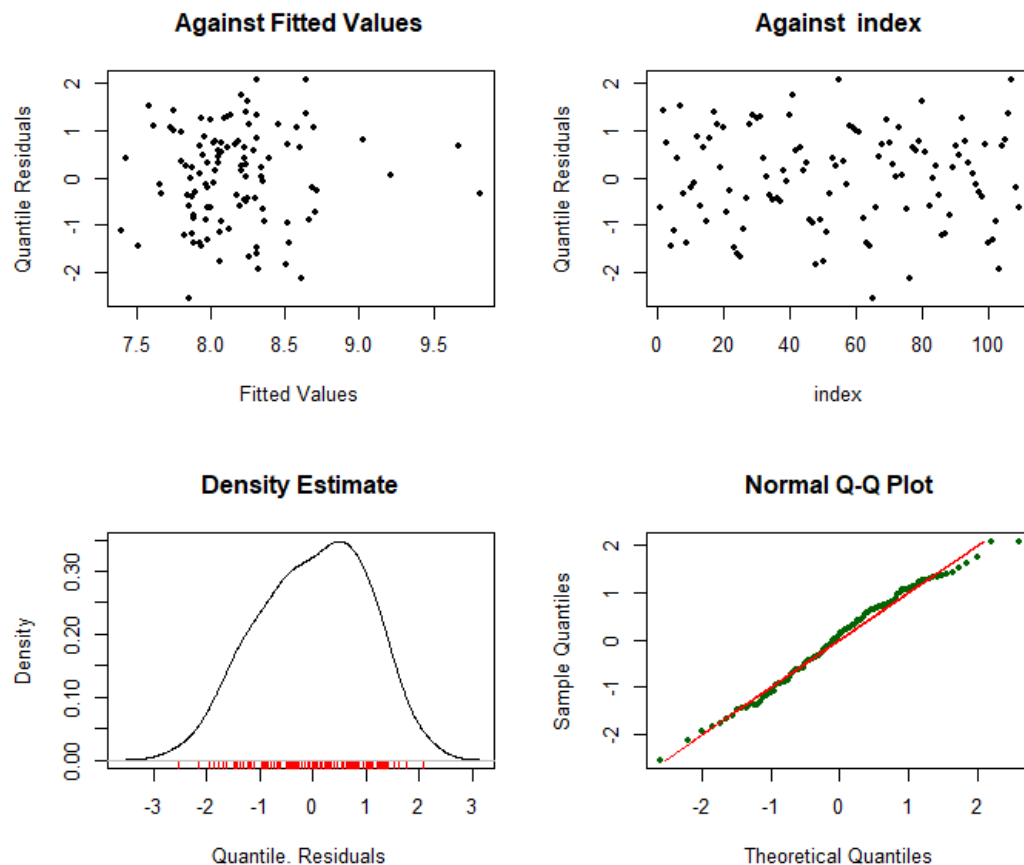 Against Fitted Values
Quantile Residuals
2
1
0
-1
-2
7.5 8.0 8.5 9.0 9.5
Fitted Values
Against index
Quantile Residuals
2
1
0
-1
-2
0 20 40 60 80 100
index
Density Estimate
Density
0.30
0.20
0.10
0.00
-3 -2 -1 0 1 2 3
Quantile. Residuals
Normal Q-Q Plot
Sample Quantiles
2
1
0
-1
-2
-2 -1 0 1 2
Theoretical Quantiles